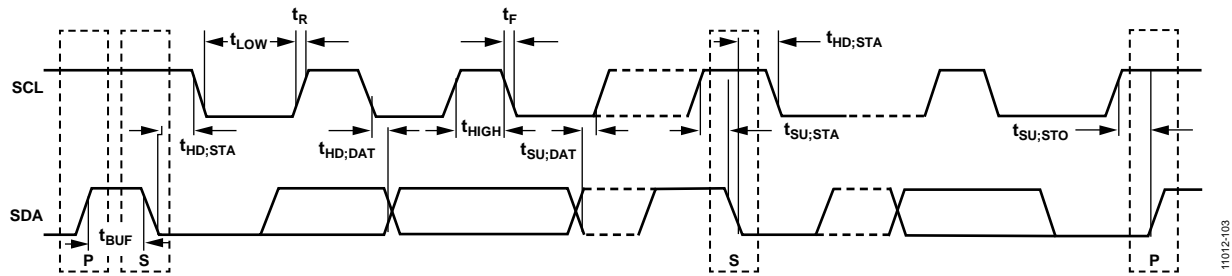 tR
tF
tLOW
tHD;STA
SCL
tHD;STA
tHD;DAT
tHIGH
tSU;DAT
tSU;STA
tSU;STO
SDA
tBUF
P
S
S
P
11012-103